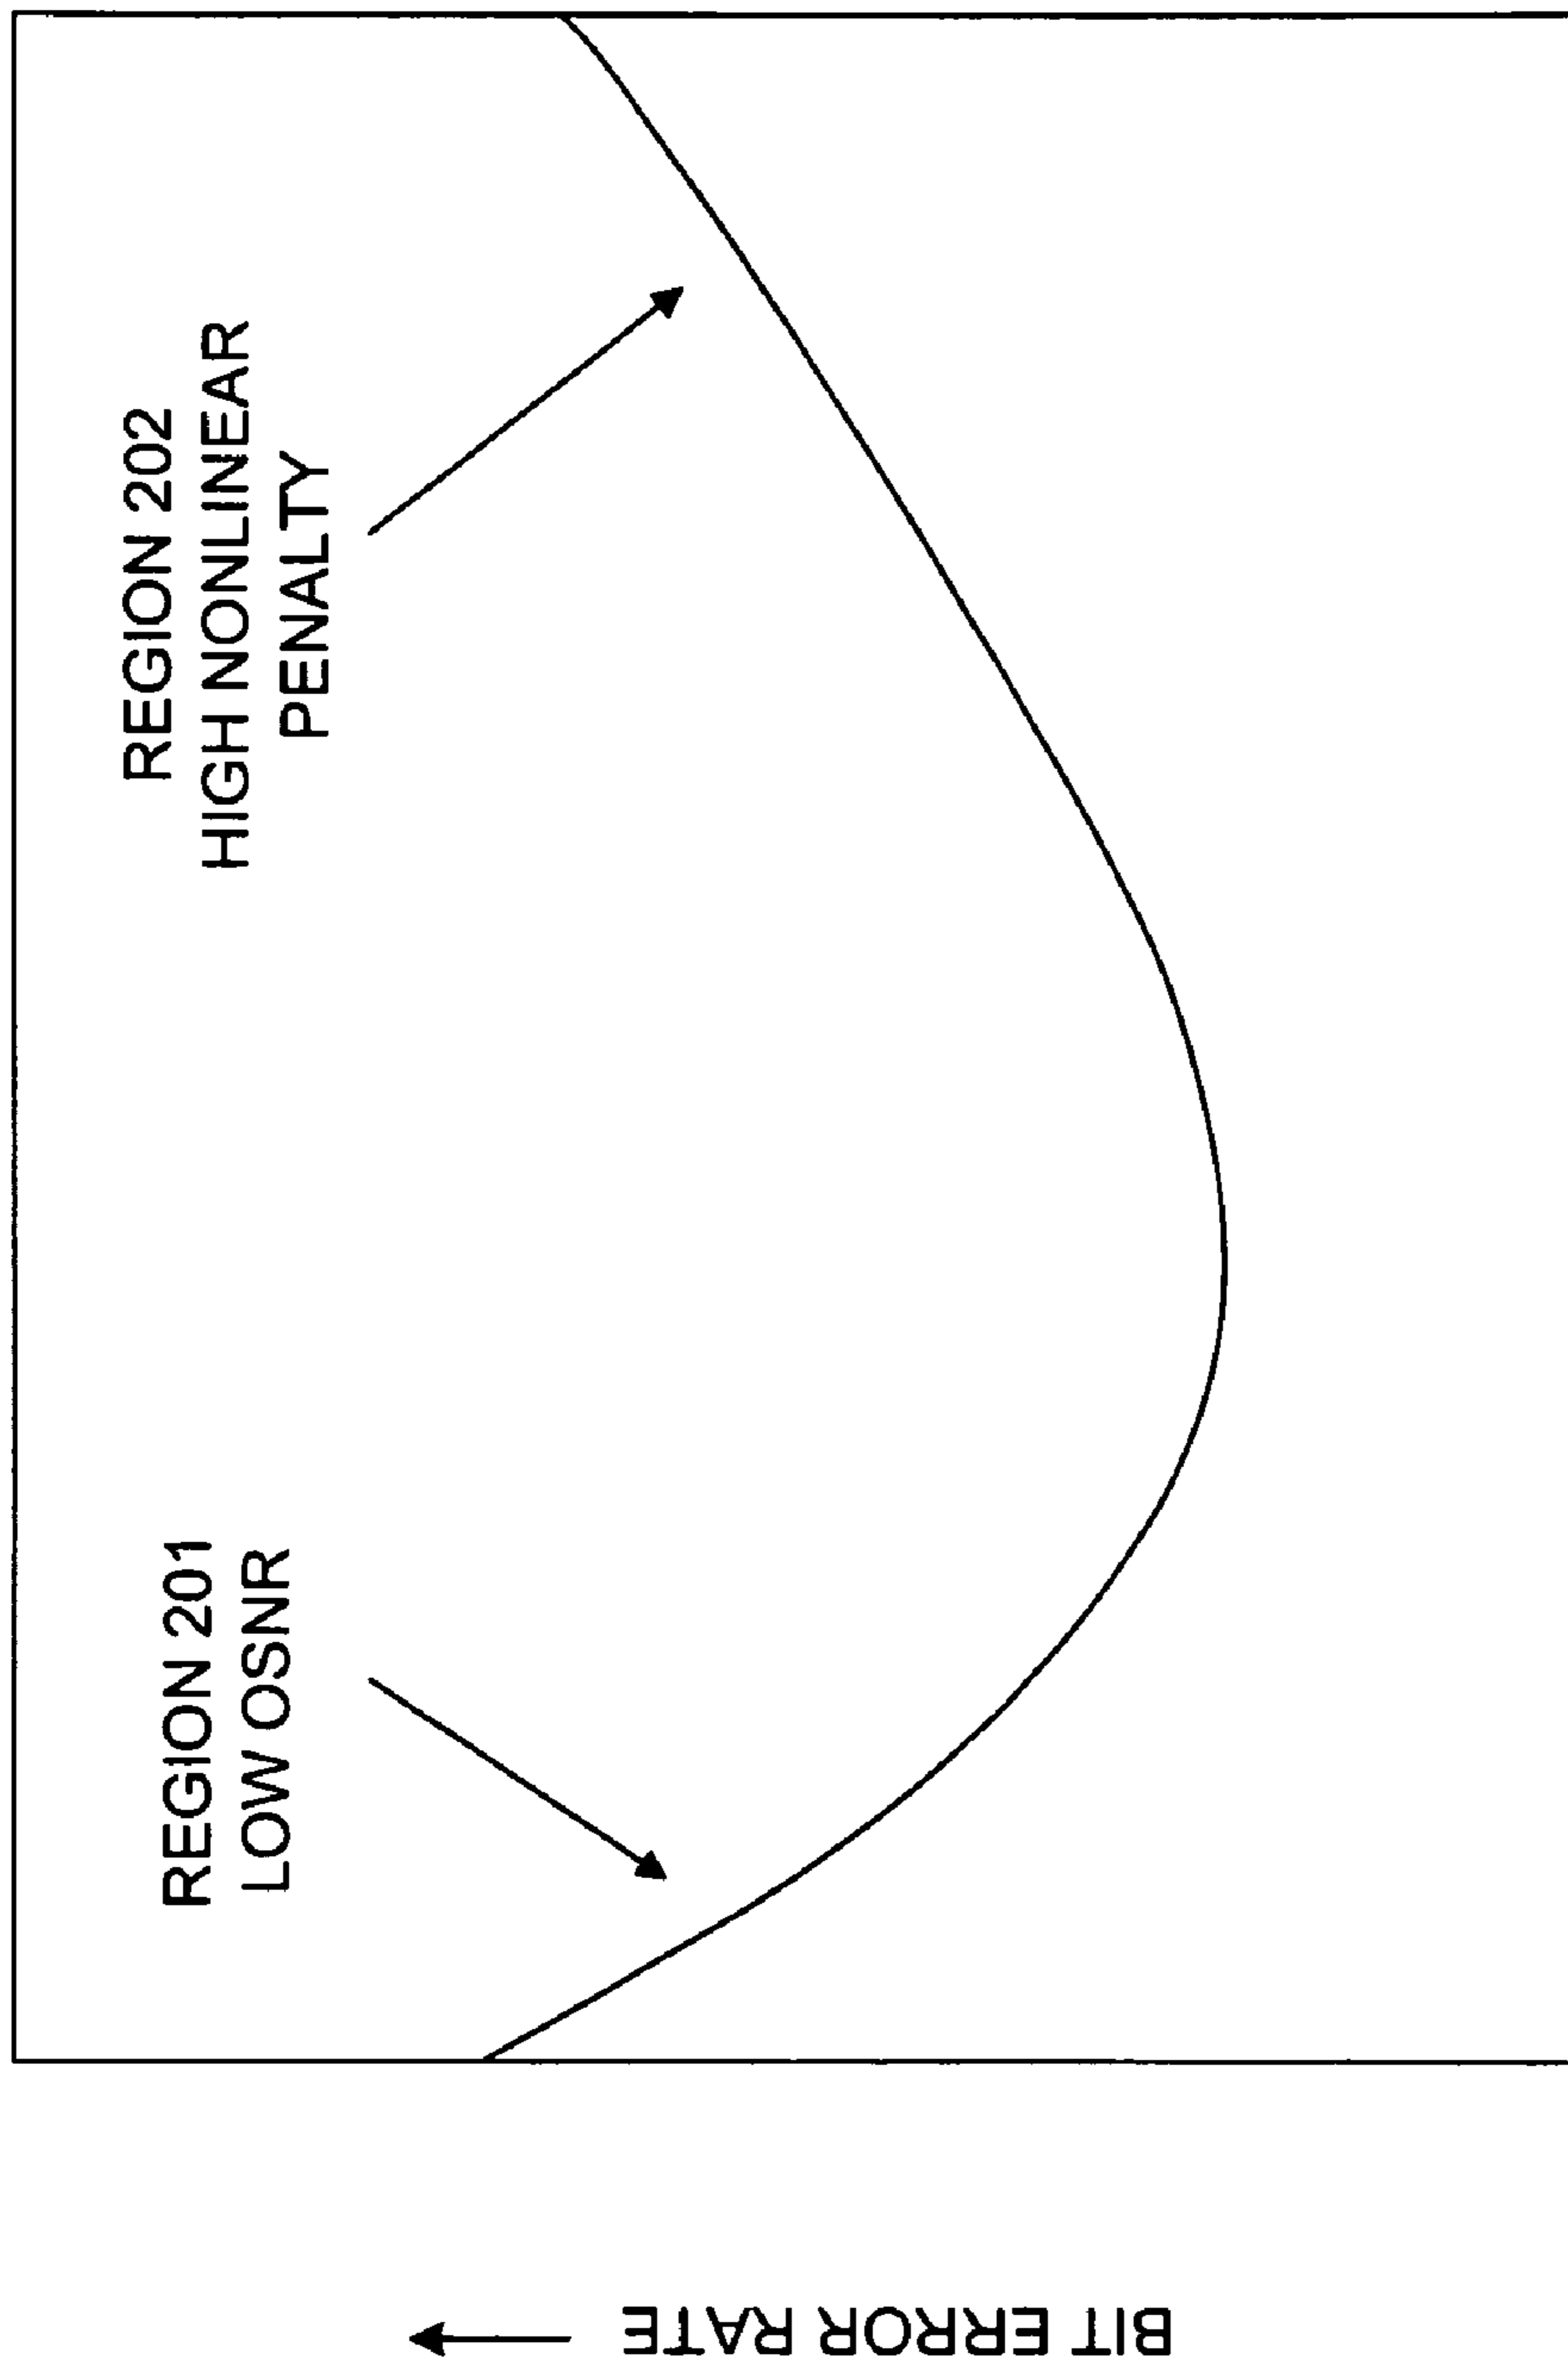 REGION 201
LOW OSNR
REGION 202
HIGH NONLINEAR
PENALTY
BIT ERROR RATE